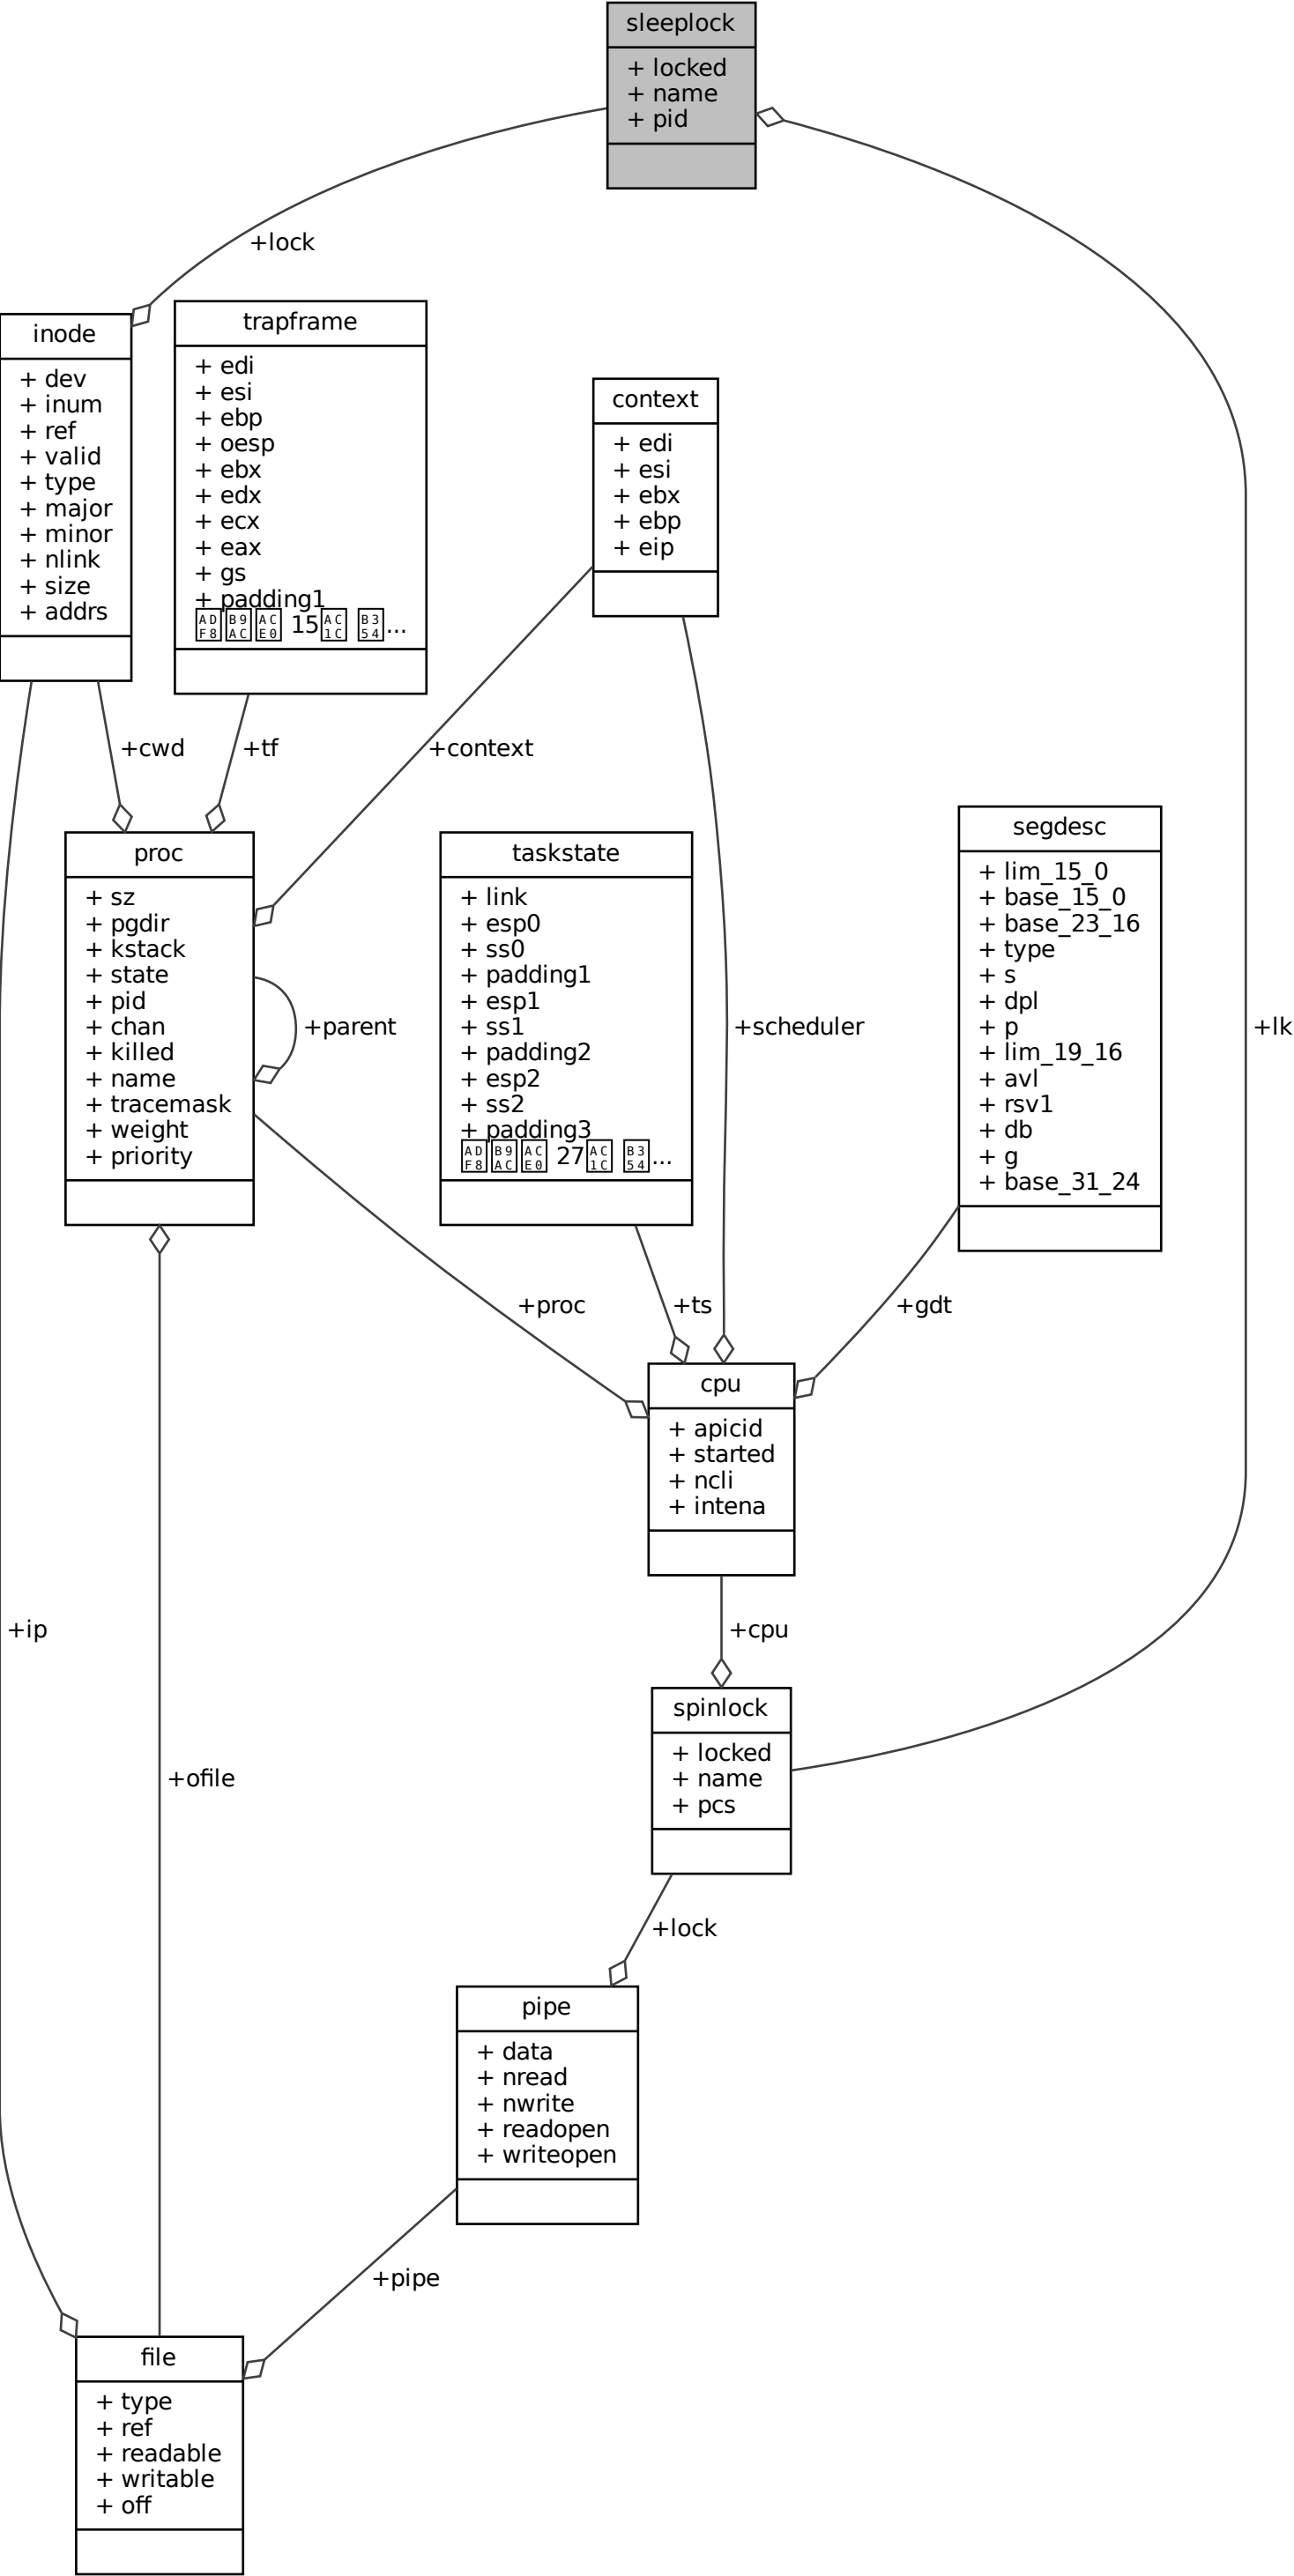 sleeplock
+ locked
+ name
+ pid
+lock
inode
+ dev
+ inum
+ ref
+ valid
+ type
+ major
+ minor
+ nlink
+ size
+ addrs
trapframe
+ edi
+ esi
+ ebp
+ oesp
+ ebx
+ edx
+ ecx
+ eax
+ gs
+ padding1
15 ...
context
+ edi
+ esi
+ ebx
+ ebp
+ eip
+cwd
+tf
+context
proc
+ sz
+ pgdir
+ kstack
+ state
+ pid
+ chan
+ killed
+ name
+ tracemask
+ weight
+ priority
+parent
taskstate
+ link
+ esp0
+ ss0
+ padding1
+ esp1
+ ss1
+ padding2
+ esp2
+ ss2
+ padding3
27 ...
+scheduler
segdesc
+ lim_15_0
+ base_15_0
+ base_23_16
+ type
+ s
+ dpl
+ p
+ lim_19_16
+ avl
+ rsv1
+ db
+ g
+ base_31_24
+lk
+proc
+ts
+gdt
cpu
+ apicid
+ started
+ ncli
+ intena
+ip
+cpu
spinlock
+ locked
+ name
+ pcs
+ofile
+lock
pipe
+ data
+ nread
+ nwrite
+ readopen
+ writeopen
+pipe
file
+ type
+ ref
+ readable
+ writable
+ off